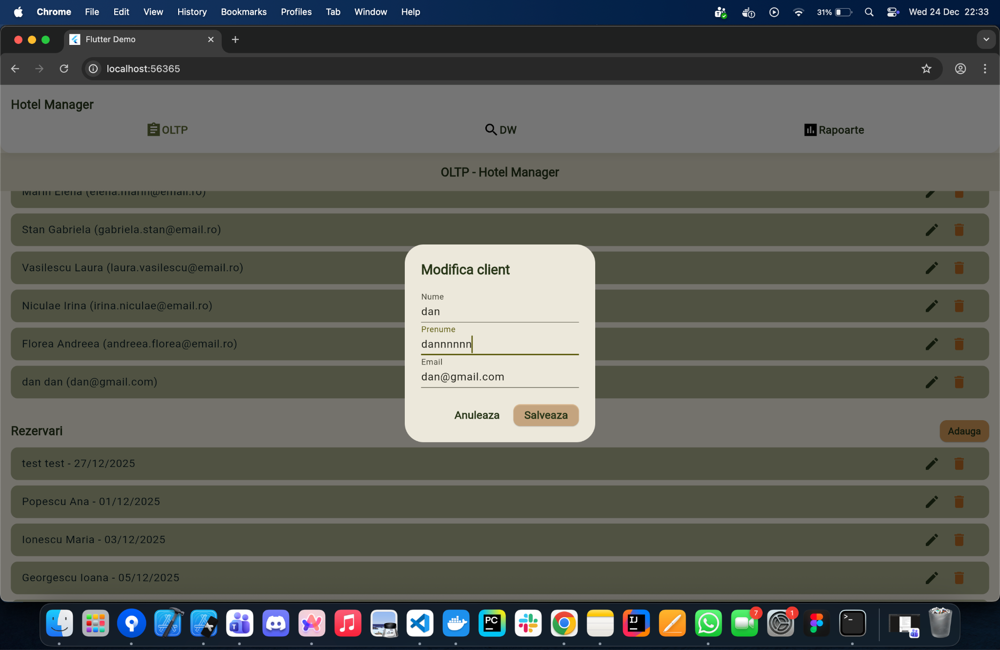 Chrome File Edit View History Bookmarks Profiles Tab Window Help 31% Wed 24 Dec 22:33
Flutter Demo
localhost:56365
Hotel Manager
OLTP DW Rapoarte
OLTP - Hotel Manager
Marin Elena (elena.marin@email.ro)
Stan Gabriela (gabriela.stan@email.ro)
Vasilescu Laura (laura.vasilescu@email.ro)
Niculae Irina (irina.niculae@email.ro)
Florea Andreea (andreea.florea@email.ro)
dan dan (dan@gmail.com)
Modifica client
Nume
dan
Prenume
dannnnnn
Email
dan@gmail.com
Anuleaza Salveaza
Rezervari Adauga
test test - 27/12/2025
Popescu Ana - 01/12/2025
Ionescu Maria - 03/12/2025
Georgescu Ioana - 05/12/2025
T PC IJ 7 1 >_